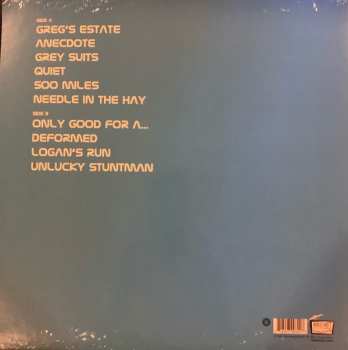 SIDE A
GREG'S ESTATE
ANECDOTE
GREY SUITS
QUIET
500 MILES
NEEDLE IN THE HAY
SIDE B
ONLY GOOD FOR A...
DEFORMED
LOGAN'S RUN
UNLUCKY STUNTMAN